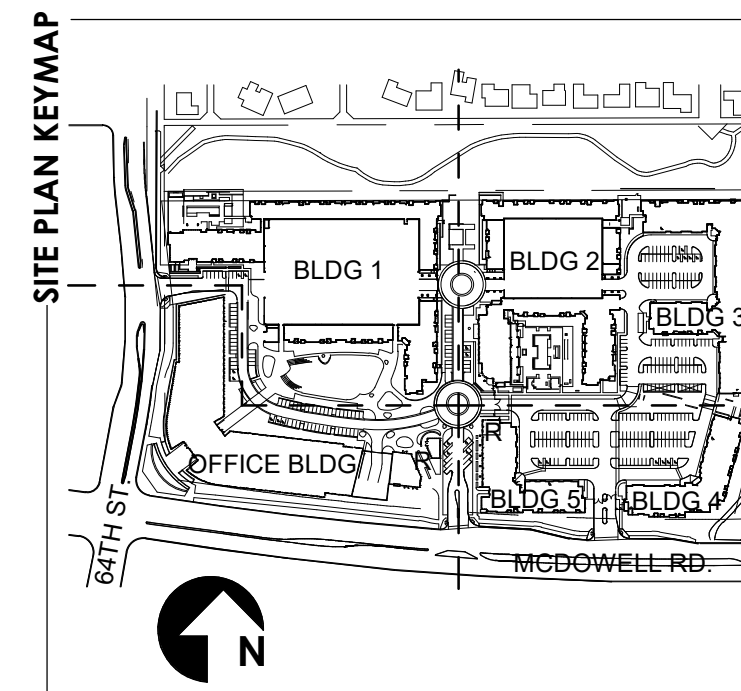 SITE PLAN KEYMAP
BLDG 1
BLDG 2
BLDG 3
R
R
OFFICE BLDG
BLDG 5
BLDG 4
64TH ST.
MCDOWELL RD.
N